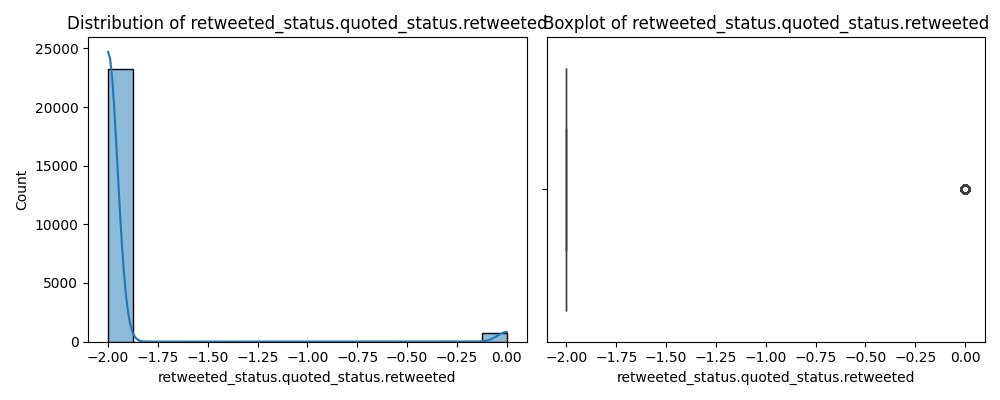 Distribution of retweeted_status.quoted_status.retweeted
Count
25000
20000
15000
10000
5000
0
−2.00 −1.75 −1.50 −1.25 −1.00 −0.75 −0.50 −0.25 0.00
retweeted_status.quoted_status.retweeted
Boxplot of retweeted_status.quoted_status.retweeted
−2.00 −1.75 −1.50 −1.25 −1.00 −0.75 −0.50 −0.25 0.00
retweeted_status.quoted_status.retweeted